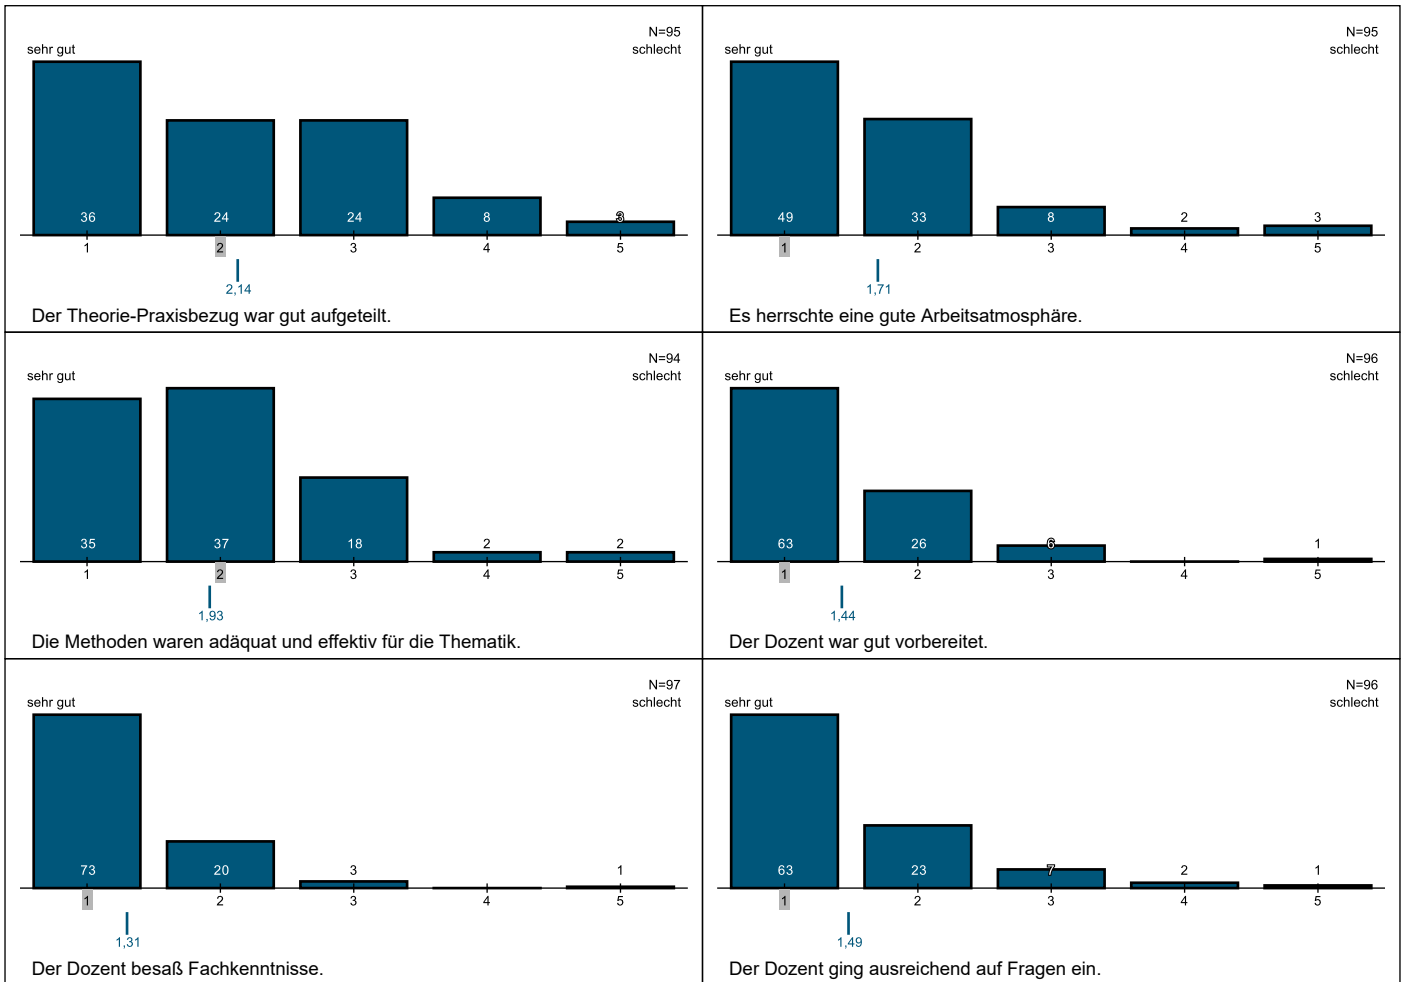 N=95
sehr gut schlecht
36 24 24 8 3
1 2 3 4 5
2,14
Der Theorie-Praxisbezug war gut aufgeteilt.
N=95
sehr gut schlecht
49 33 8 2 3
1 2 3 4 5
1,71
Es herrschte eine gute Arbeitsatmosphäre.
N=94
sehr gut schlecht
35 37 18 2 2
1 2 3 4 5
1,93
Die Methoden waren adäquat und effektiv für die Thematik.
N=96
sehr gut schlecht
63 26 6 1
1 2 3 4 5
1,44
Der Dozent war gut vorbereitet.
N=97
sehr gut schlecht
73 20 3 1
1 2 3 4 5
1,31
Der Dozent besaß Fachkenntnisse.
N=96
sehr gut schlecht
63 23 7 2 1
1 2 3 4 5
1,49
Der Dozent ging ausreichend auf Fragen ein.